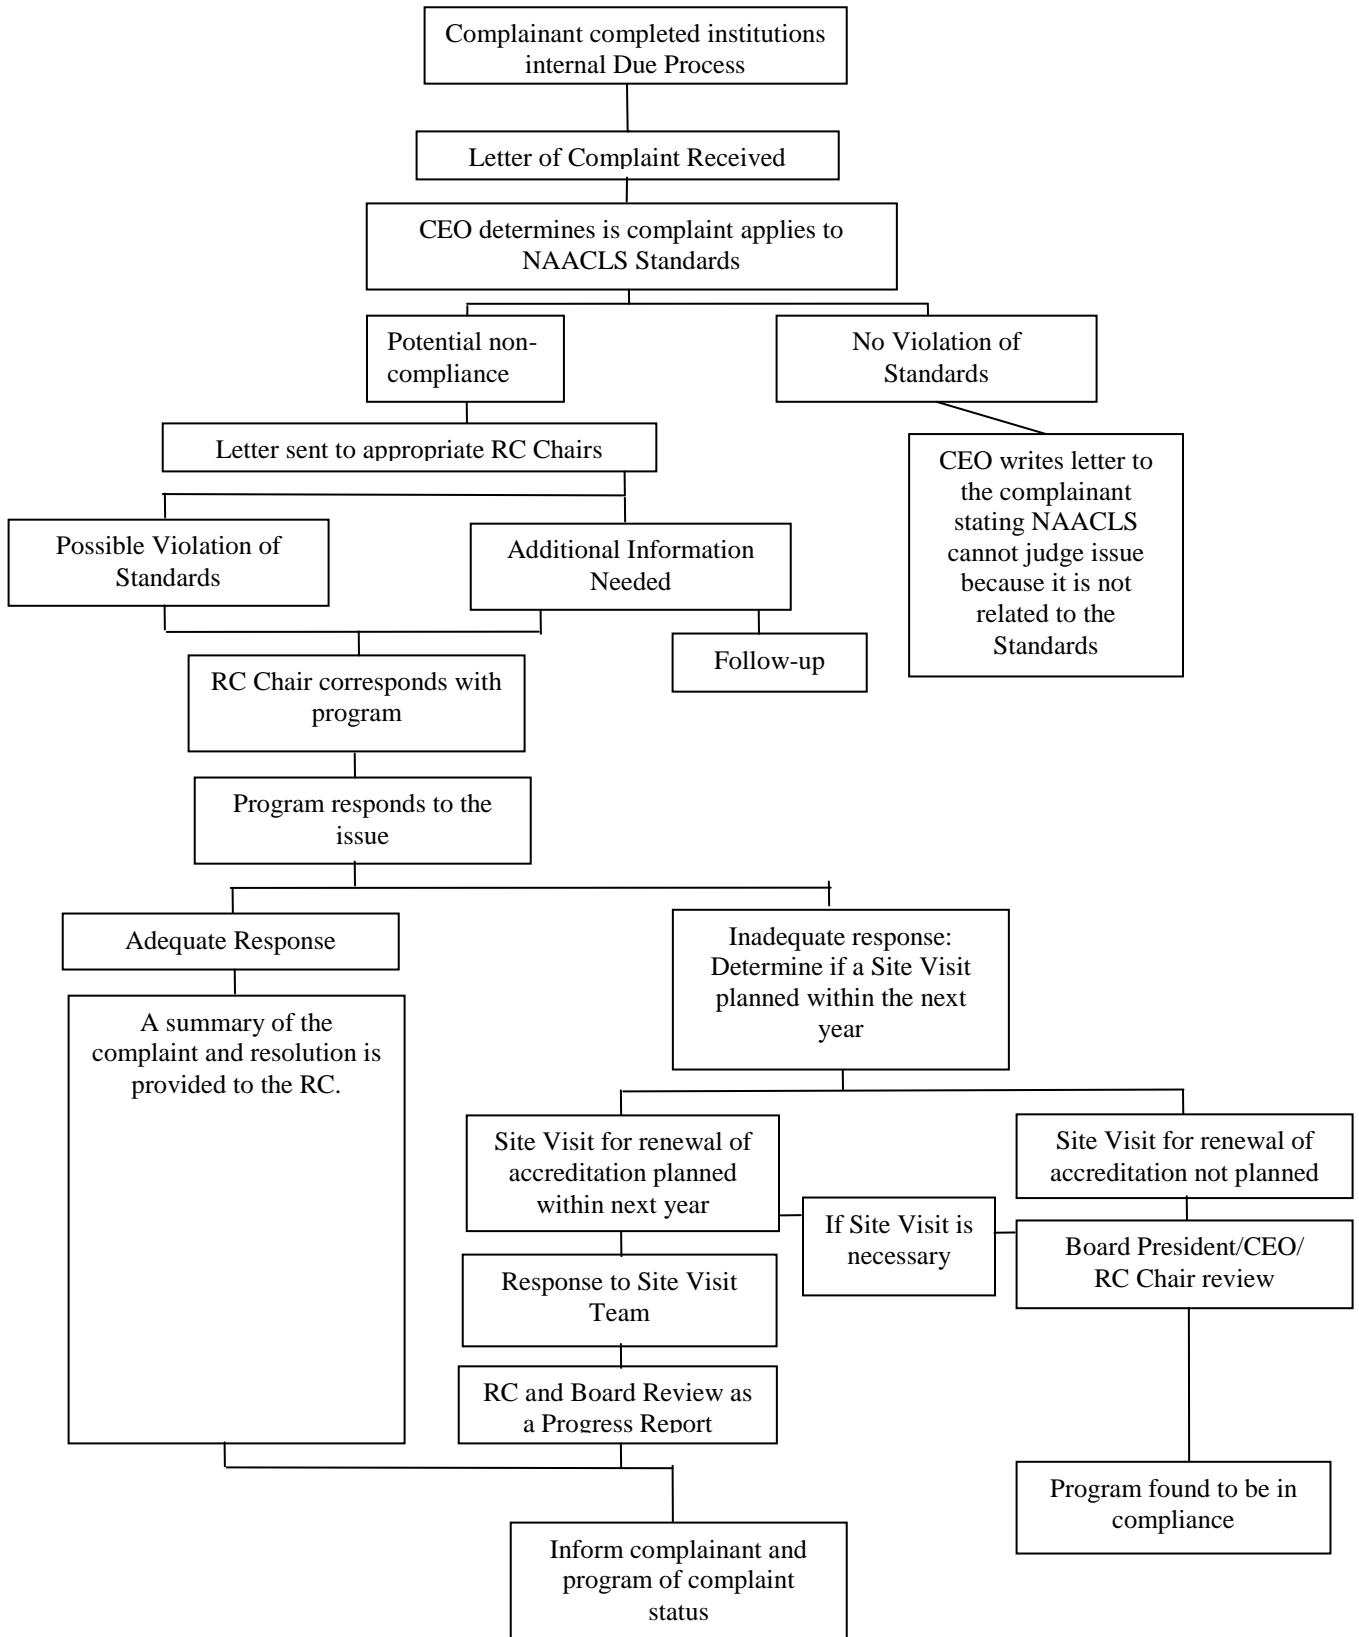 Complainant completed institutions
internal Due Process
Letter of Complaint Received
CEO determines is complaint applies to
NAACLS Standards
Potential non-
compliance
No Violation of
Standards
Letter sent to appropriate RC Chairs
CEO writes letter to
the complainant
stating NAACLS
cannot judge issue
because it is not
related to the
Standards
Possible Violation of
Standards
Additional Information
Needed
Follow-up
RC Chair corresponds with
program
Program responds to the
issue
Adequate Response
Inadequate response:
Determine if a Site Visit
planned within the next
year
A summary of the
complaint and resolution is
provided to the RC.
Site Visit for renewal of
accreditation planned
within next year
Site Visit for renewal of
accreditation not planned
If Site Visit is
necessary
Board President/CEO/
RC Chair review
Response to Site Visit
Team
RC and Board Review as
a Progress Report
Program found to be in
compliance
Inform complainant and
program of complaint
status